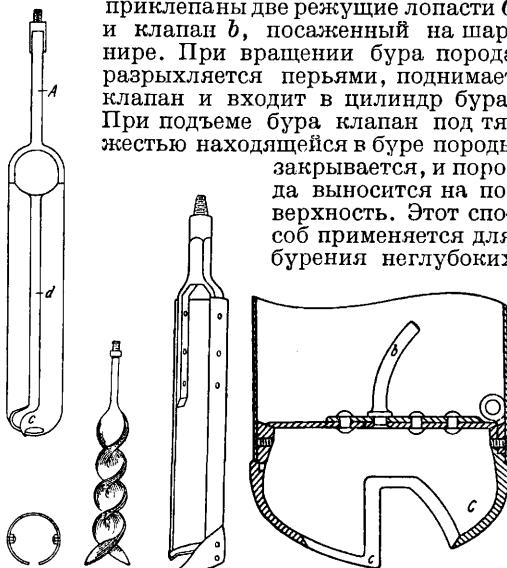 приклепаны две режущие лопасти
и клапан b, посаженный на шар
нире. При вращении бура порода
разрыхляется перьями, поднимает
клапан и входит в цилиндр бура
При подъеме бура клапан под тя-
жестью находящейся в буре породы
закрывается, и поро-
да выносится на по-
верхность. Этот спо-
соб применяется для
бурения неглубоких
A
d
c
b
C
c